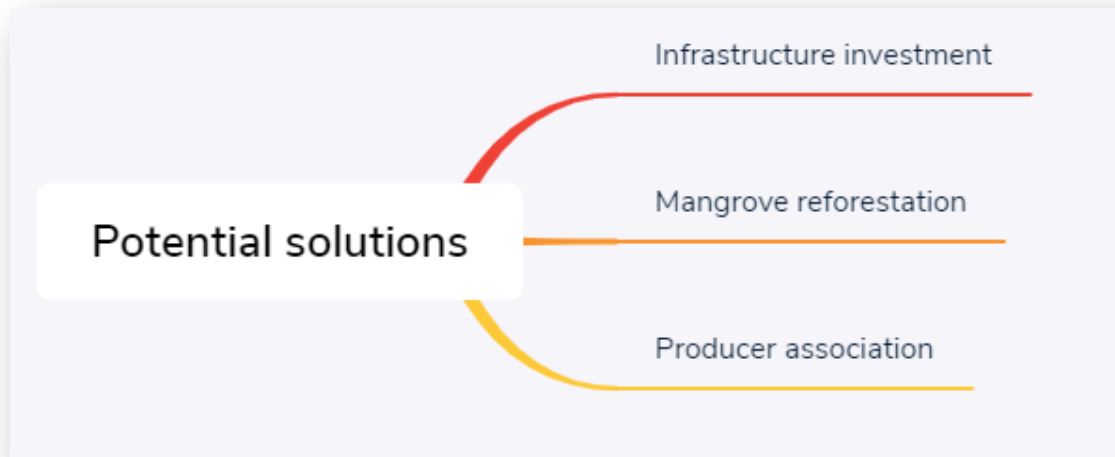 Infrastructure investment
Mangrove reforestation
Potential solutions
Producer association